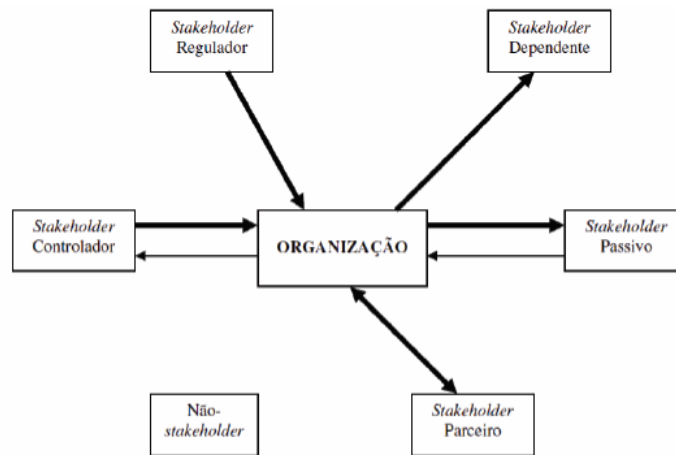 Stakeholder
Regulador
Stakeholder
Dependente
Stakeholder
Controlador
ORGANIZAÇÃO
Stakeholder
Passivo
Não-
stakeholder
Stakeholder
Parceiro